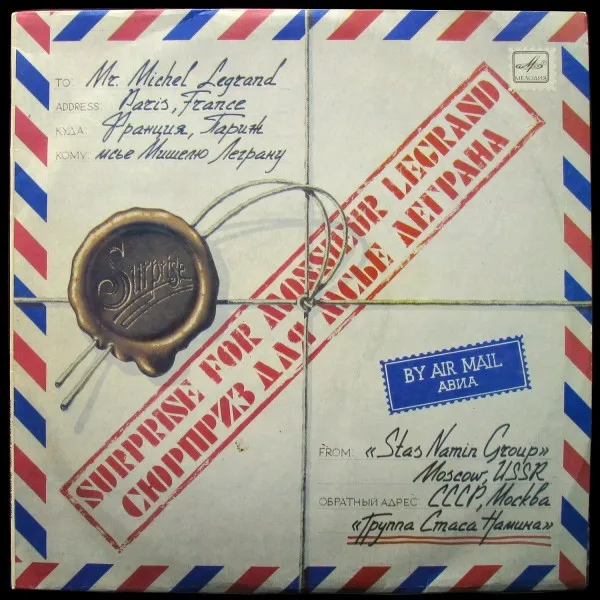 МЕЛОДИЯ
TO: Mr. Michel Legrand
ADDRESS: Paris, France
КУДА: Франция, Париж
КОМУ: мсье Мишелю Леграну
Surprise
SURPRISE FOR MONSIEUR LEGRAND
СЮРПРИЗ ДЛЯ МСЬЕ ЛЕГРАНА
BY AIR MAIL
АВИА
FROM: «Stas Namin Group»
Moscow, USSR
ОБРАТНЫЙ АДРЕС: СССР, Москва
«Группа Стаса Намина»